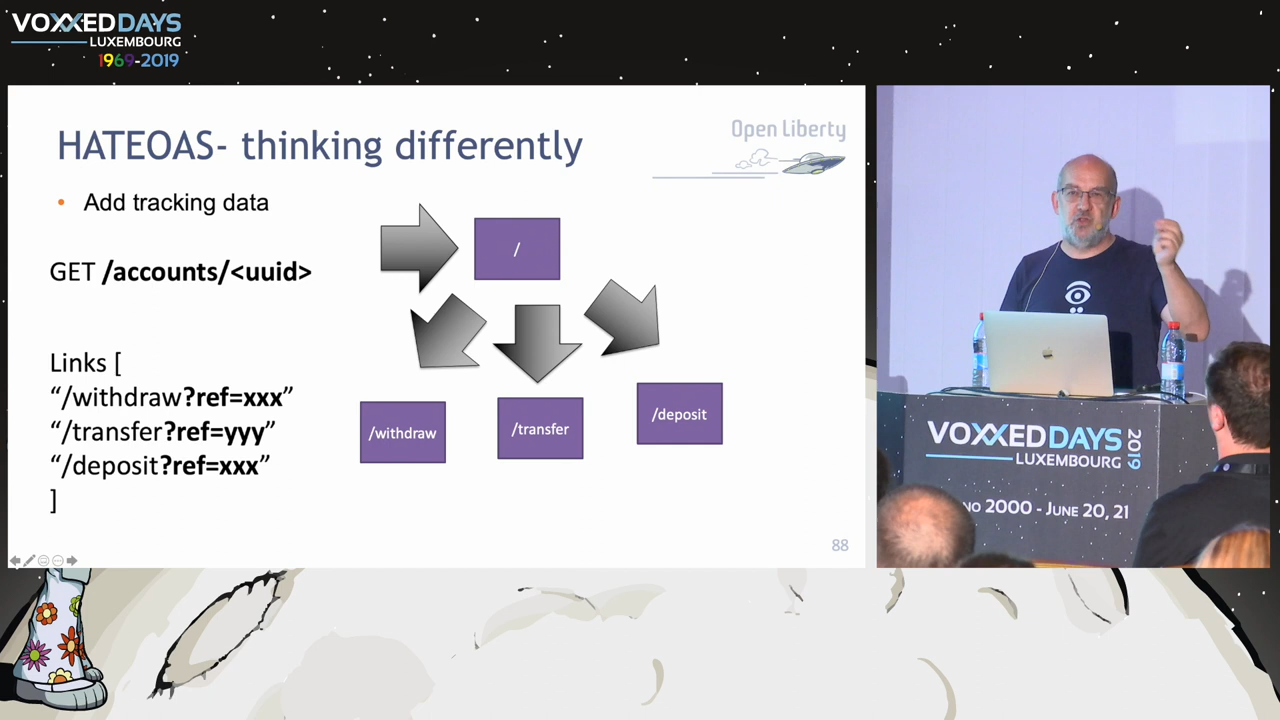 VOXXEDDAYS
LUXEMBOURG
1969-2019
HATEOAS- thinking differently
Open Liberty
• Add tracking data
GET /accounts/<uuid>
Links [
“/withdraw?ref=xxx”
“/transfer?ref=yyy”
“/deposit?ref=xxx”
]
/
/withdraw
/transfer
/deposit
88
VOXXEDDAYS 2019
LUXEMBOURG
2000 - JUNE 20, 21